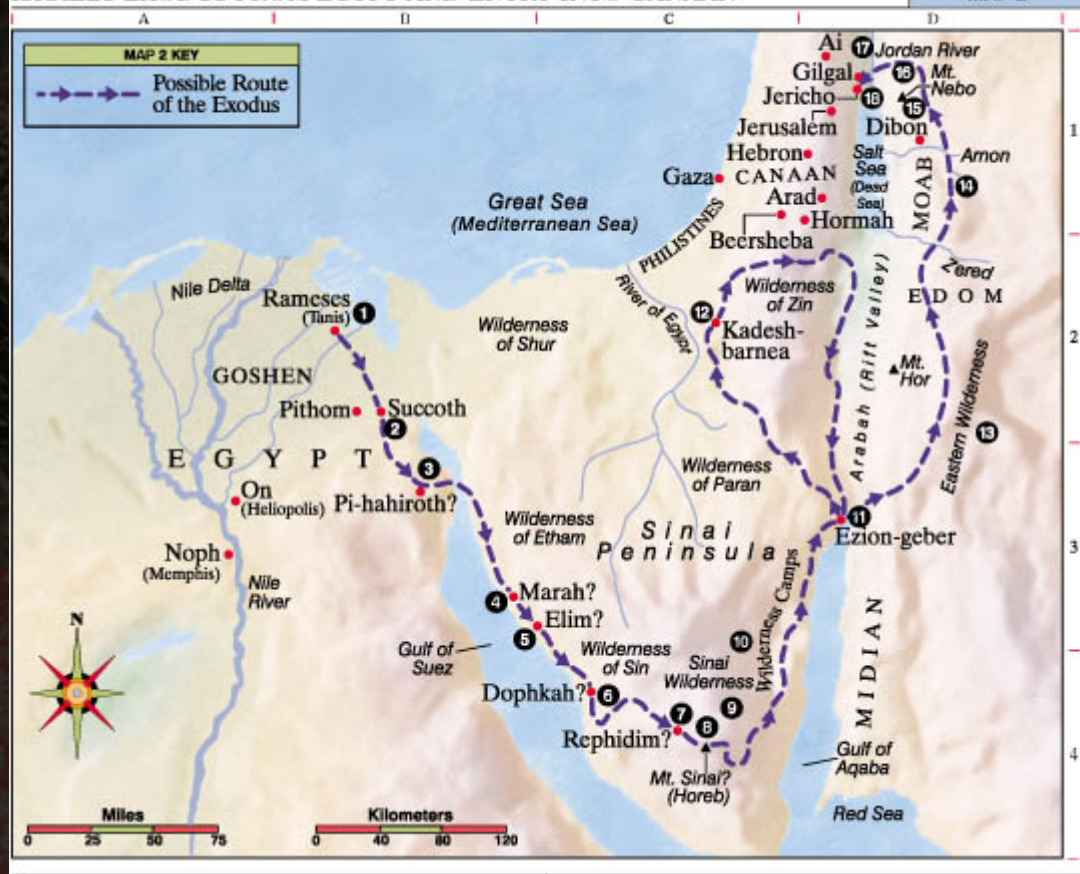 A
B
C
D
MAP 2 KEY
Possible Route
of the Exodus
Ai
17
Jordan River
Gilgal
16
Mt.
Nebo
Jericho
18
15
Jerusalem
Dibon
1
Hebron
Salt
Sea
(Dead
Sea)
Arnon
Gaza
CANAAN
MOAB
14
Arad
Great Sea
(Mediterranean Sea)
Hormah
PHILISTINES
Beersheba
Zered
Nile Delta
River of Egypt
Wilderness
of Zin
EDOM
Rameses
(Tanis)
1
12
Wilderness
of Shur
Kadesh-
barnea
2
Arabah (Rift Valley)
Mt.
Hor
GOSHEN
Eastern Wilderness
Pithom
Succoth
2
13
EGYPT
3
Wilderness
of Paran
On
(Heliopolis)
Pi-hahiroth?
11
Wilderness
of Etham
Sinai
Peninsula
Ezion-geber
Noph
(Memphis)
3
Nile
River
Marah?
4
Wilderness Camps
Elim?
5
10
Gulf of
Suez
Wilderness
of Sin
Sinai
Wilderness
MIDIAN
N
Dophkah?
6
9
7
8
Rephidim?
Gulf of
Aqaba
4
Mt. Sinai?
(Horeb)
Red Sea
Miles
0 25 50 75
Kilometers
0 40 80 120